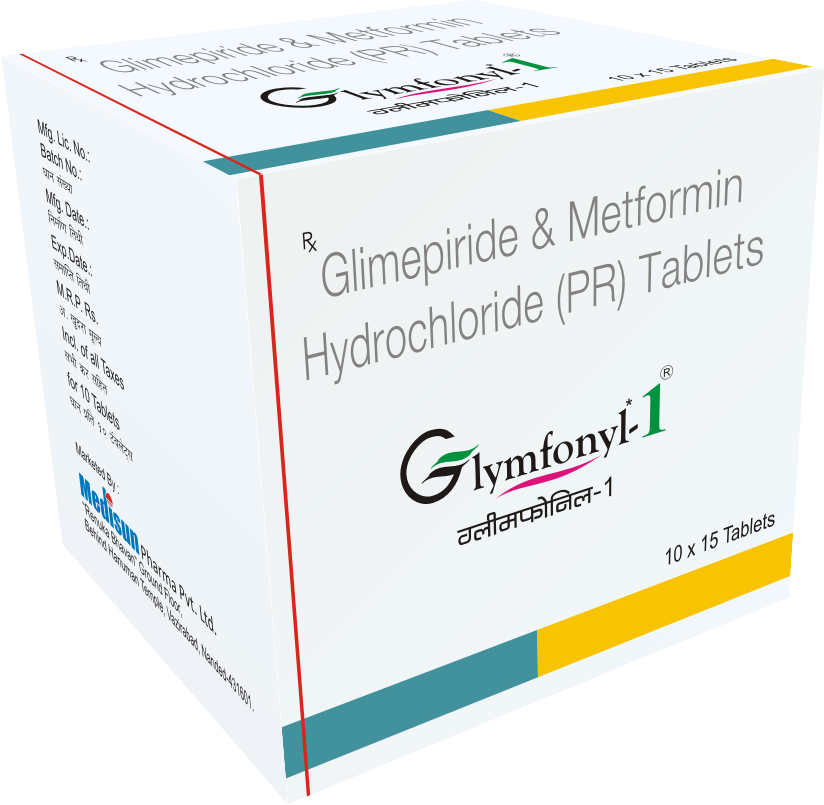 Rx
Glimepiride & Metformin
Hydrochloride (PR) Tablets
Glymfonyl*-1®
ग्लीमफोनिल-1
10 x 15 Tablets
Mfg. Lic. No.:
Batch No.:
घान संख्या
Mfg. Date.:
निर्माण तिथी
Exp.Date :
समाप्ति तिथी
M.R.P. Rs.
अ. खुदरा मूल्य
Incl. of all Taxes
सभी कर सहित
for 10 Tablets
घान प्रति १० टॅबलेट्स
Marketed By :
Medisun Pharma Pvt. Ltd.
"Renuka Bhavan" Ground Floor,
Behind Hanuman Temple, Vazirabad, Nanded-431601.
Rx
Glimepiride & Metformin
Hydrochloride (PR) Tablets
Glymfonyl*-1®
ग्लीमफोनिल-1
10 x 15 Tablets